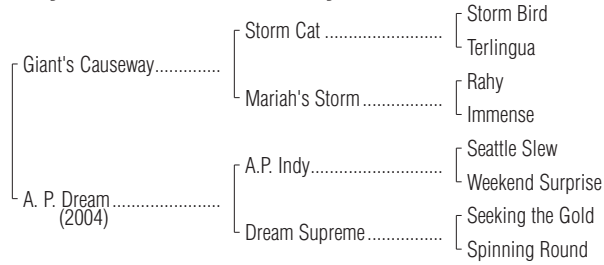 Storm Bird
Storm Cat ....................
Terlingua
Giant's Causeway..............
Rahy
Mariah's Storm .................
Immense
Seattle Slew
A.P. Indy.......................
Weekend Surprise
A. P. Dream .......................
(2004)
Seeking the Gold
Dream Supreme................
Spinning Round